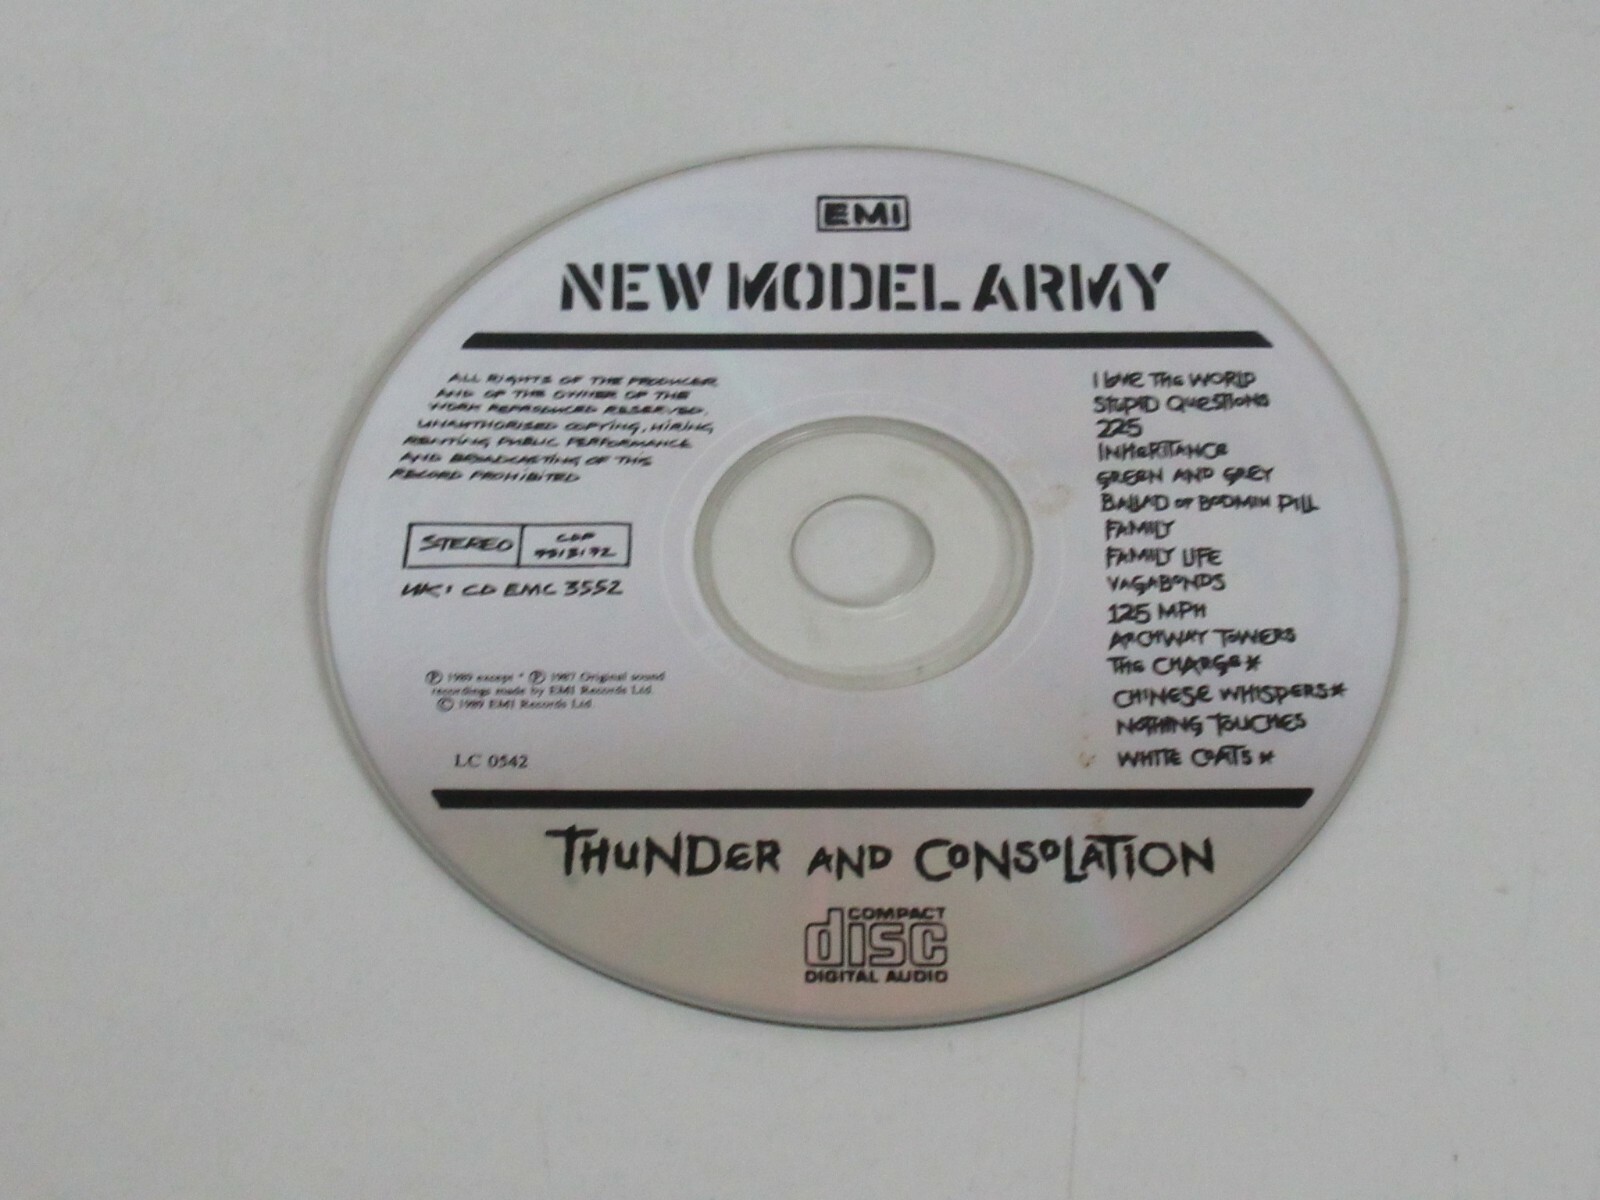 EMI
NEW MODEL ARMY
ALL RIGHTS OF THE PRODUCER
AND OF THE OWNER OF THE
WORK REPRODUCED RESERVED.
UNAUTHORISED COPYING, HIRING
RENTING PUBLIC PERFORMANCE
AND BROADCASTING OF THIS
RECORD PROHIBITED
STEREO
CDP
UK: CD EMC 3552
Ⓟ 1989 except * Ⓟ 1987 Original sound
recordings made by EMI Records Ltd.
© 1989 EMI Records Ltd.
LC 0542
I LOVE THE WORLD
STUPID QUESTIONS
225
INHERITANCE
GREEN AND GREY
BALLAD OF BODMIN PILL
FAMILY
FAMILY LIFE
VAGABONDS
125 MPH
ARCHWAY TOWERS
THE CHARGE*
CHINESE WHISPERS*
NOTHING TOUCHES
WHITE COATS*
THUNDER AND CONSOLATION
COMPACT
disc
DIGITAL AUDIO